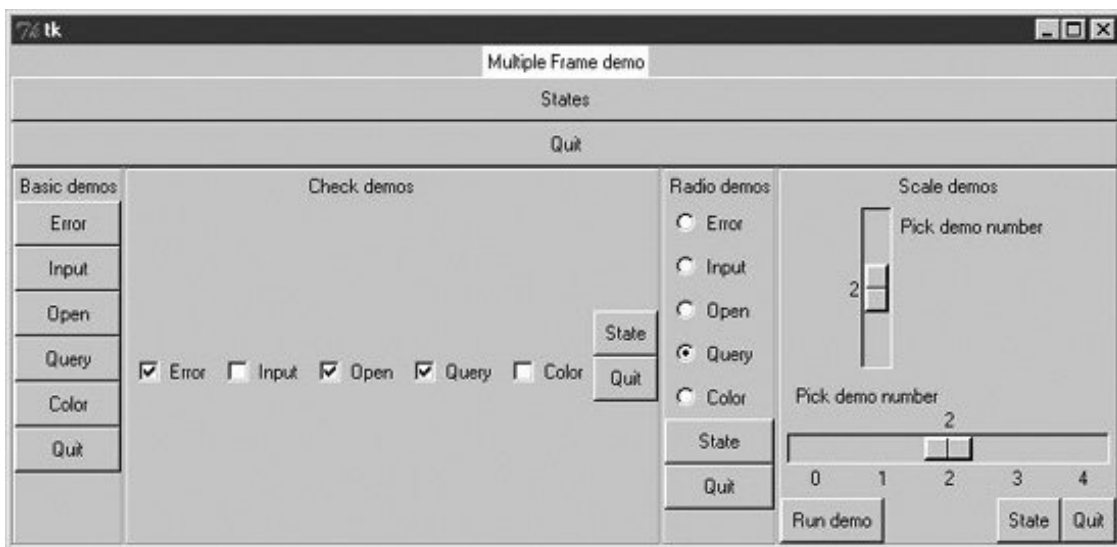 tk
Multiple Frame demo
States
Quit
Basic demos
Error
Input
Open
Query
Color
Quit
Check demos
Error Input Open Query Color
State
Quit
Radio demos
Error
Input
Open
Query
Color
State
Quit
Scale demos
Pick demo number
2
Pick demo number
2
0 1 2 3 4
Run demo State Quit